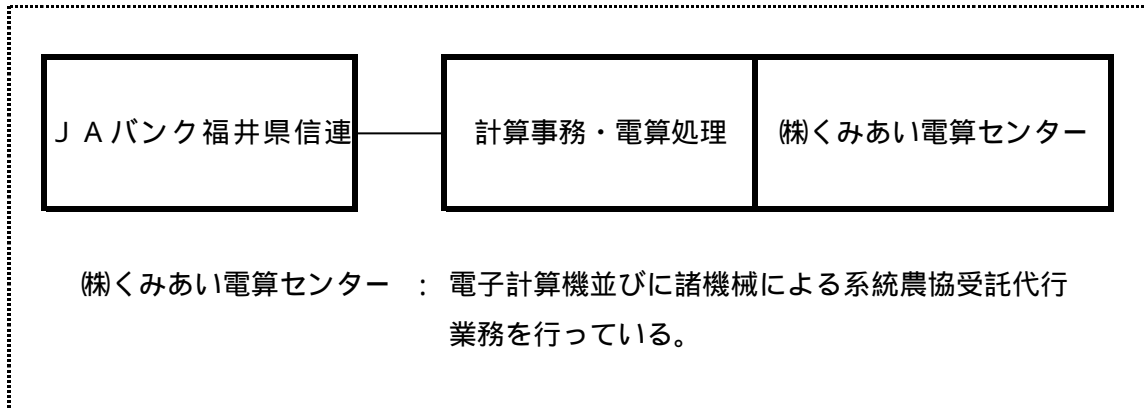 ＪＡバンク福井県信連
計算事務・電算処理
㈱くみあい電算センター
㈱くみあい電算センター ： 電子計算機並びに諸機械による系統農協受託代行
業務を行っている。